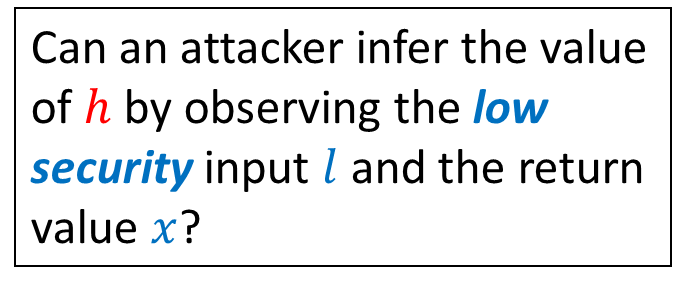 Can an attacker infer the value
of h by observing the low
security input l and the return
value x?